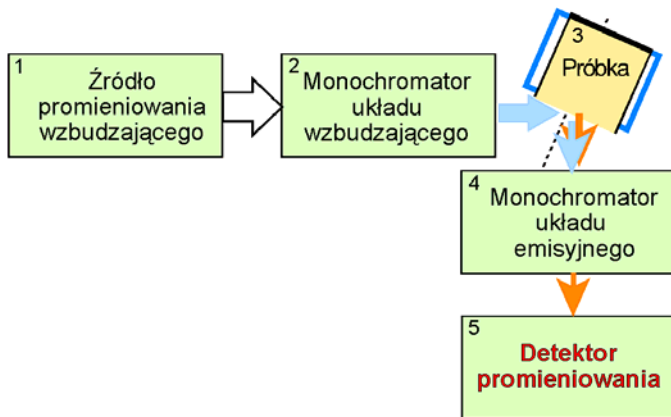 1
Źródło
promieniowania
wzbudzającego
2
Monochromator
układu
wzbudzającego
3
Próbka
4
Monochromator
układu
emisyjnego
5
Detektor
promieniowania